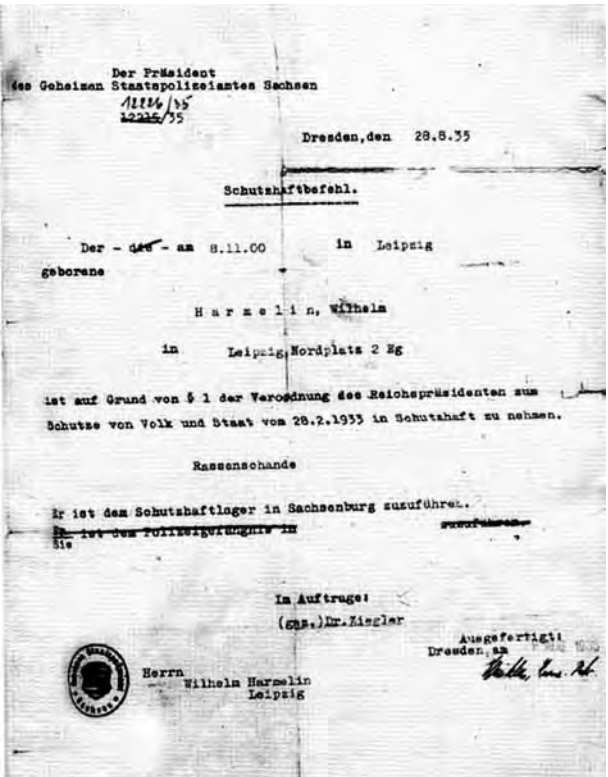 Der Präsident
des Geheimen Staatspolizeiamtes Sachsen
12226/35
12225/35
Dresden,den 28.8.35
Schutzhaftbefehl.
Der - die - am 8.11.00 in Leipzig
geborene
Harmelin, Wilhelm
in Leipzig,Nordplatz 2 Eg
ist auf Grund von § 1 der Verordnung des Reichspräsidenten zum
Schutze von Volk und Staat vom 28.2.1933 in Schutzhaft zu nehmen.
Rassenschande
Er ist dem Schutzhaftlager in Sachsenburg zuzuführen.
Er ist dem Polizeigefängnis in zuzuführen.
Sie
Im Auftrage:
(gez.)Dr.Ziegler
Ausgefertigt:
Dresden, am
Herrn
Wilhelm Harmelin
Leipzig
Sachsen